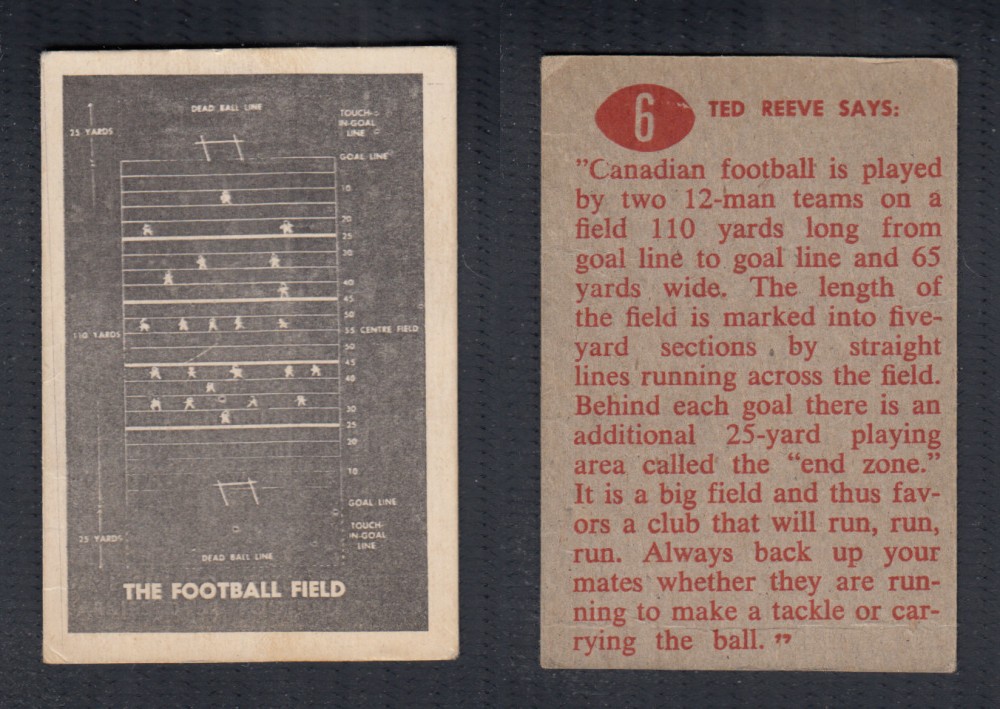 DEAD BALL LINE
TOUCH-
IN-GOAL
LINE
25 YARDS
GOAL LINE
10
20
25
30
40
45
50
110 YARDS
55 CENTRE FIELD
50
45
40
30
25
20
10
GOAL LINE
TOUCH-
IN-GOAL
LINE
25 YARDS
DEAD BALL LINE
THE FOOTBALL FIELD
6
TED REEVE SAYS:
"Canadian football is played
by two 12-man teams on a
field 110 yards long from
goal line to goal line and 65
yards wide. The length of
the field is marked into five-
yard sections by straight
lines running across the field.
Behind each goal there is an
additional 25-yard playing
area called the "end zone."
It is a big field and thus fav-
ors a club that will run, run,
run. Always back up your
mates whether they are run-
ning to make a tackle or car-
rying the ball."